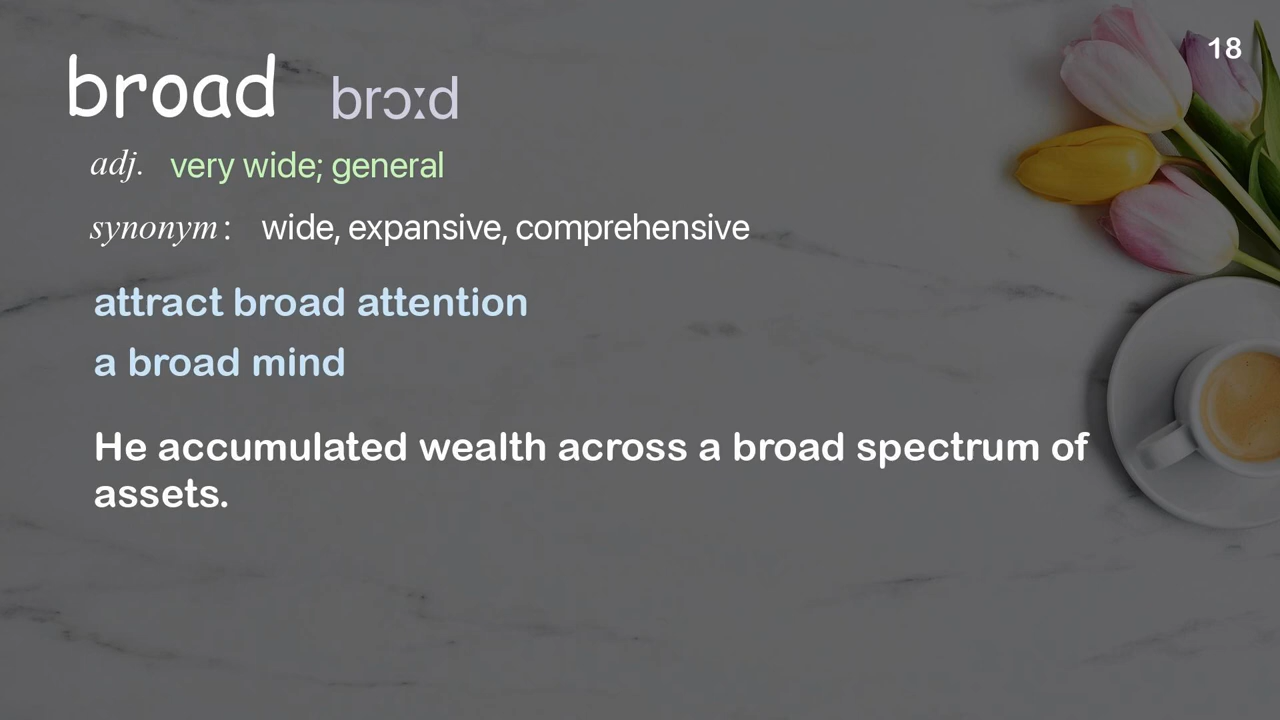 18
broad brɔːd
adj. very wide; general
synonym: wide, expansive, comprehensive
attract broad attention
a broad mind
He accumulated wealth across a broad spectrum of
assets.